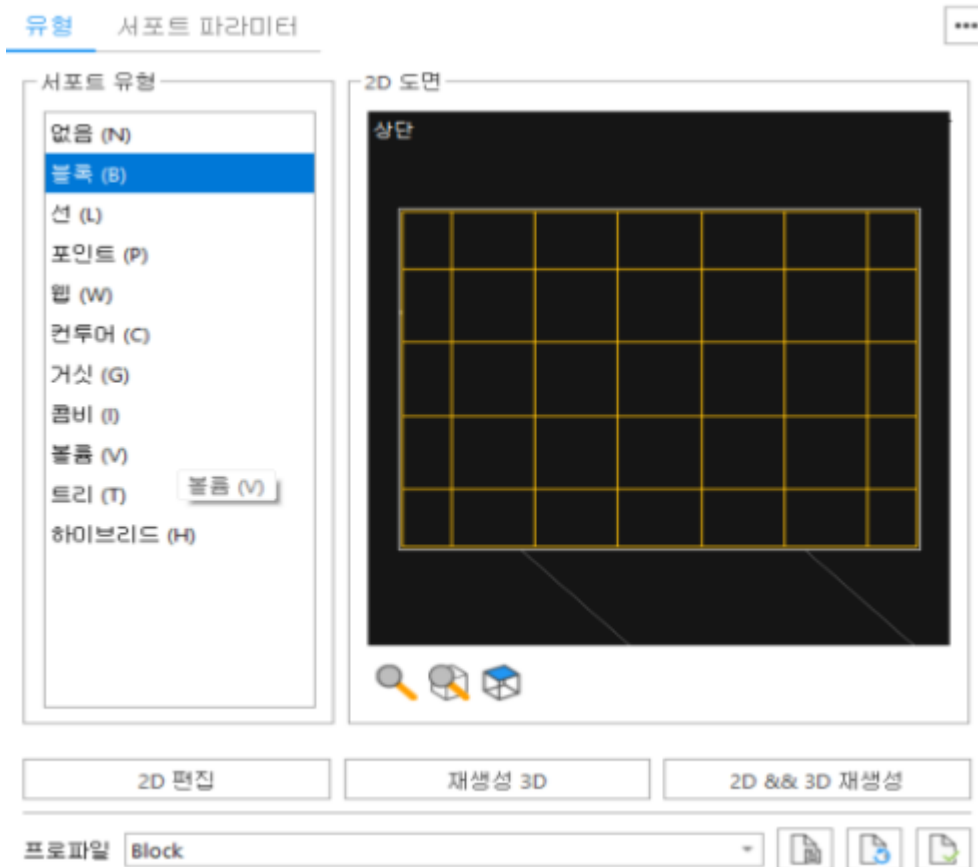 유형 서포트 파라미터
서포트 유형
없음 (N)
블록 (B)
선 (L)
포인트 (P)
웹 (W)
컨투어 (C)
거싯 (G)
콤비 (I)
볼륨 (V)
트리 (T)
볼륨 (V)
하이브리드 (H)
2D 도면
상단
2D 편집
재생성 3D
2D && 3D 재생성
프로파일 Block